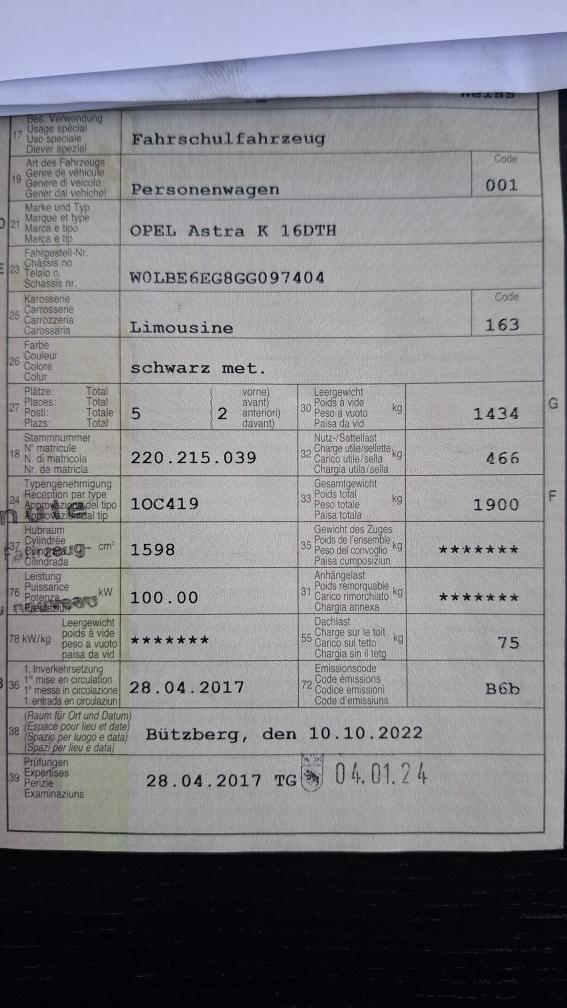 weiss
17 Bes. Verwendung
Usage spécial
Uso speciale
Diever spezial
Fahrschulfahrzeug
19 Art des Fahrzeugs
Genre de véhicule
Genere di veicolo
Gener dal vehichel
Personenwagen
Code
001
21 Marke und Typ
Marque et type
Marca e tipo
Marca e tip
OPEL Astra K 16DTH
23 Fahrgestell-Nr.
Châssis no
Telaio n.
Schassis nr.
W0LBE6EG8GG097404
25 Karosserie
Carrosserie
Carrozzeria
Carossaria
Limousine
Code
163
26 Farbe
Couleur
Colore
Colur
schwarz met.
27 Plätze: Total
Places: Total
Posti: Totale
Plazs: Total
5
( vorne)
( avant)
( anteriori)
( davant)
2
30 Leergewicht
Poids à vide
Peso a vuoto
Paisa da vid
kg
1434
G
18 Stammnummer
N° matricule
N. di matricola
Nr. da matricla
220.215.039
32 Nutz-/Sattellast
Charge utile/sellette
Carico utile/sella
Chargia utila/sella
kg
466
24 Typengenehmigung
Réception par type
Approvazione del tipo
Approvaziun dal tip
1OC419
33 Gesamtgewicht
Poids total
Peso totale
Paisa totala
kg
1900
F
37 Hubraum
Cylindrée
Cilindrata
Cilindrada
cm³
1598
35 Gewicht des Zuges
Poids de l'ensemble
Peso del convoglio
Paisa cumposiziun
kg
*******
76 Leistung
Puissance
Potenza
Prestaziun
kW
100.00
31 Anhängelast
Poids remorquable
Carico rimorchiato
Chargia annexa
kg
*******
78 kW/kg
Leergewicht
poids à vide
peso a vuoto
paisa da vid
*******
55 Dachlast
Charge sur le toit
Carico sul tetto
Chargia sin il tetg
kg
75
36 1. Inverkehrsetzung
1re mise en circulation
1a messa in circolazione
1. entrada en circulaziun
28.04.2017
72 Emissionscode
Code émissions
Codice emissioni
Code d'emissiuns
B6b
38 (Raum für Ort und Datum)
(Espace pour lieu et date)
(Spazio per luogo e data)
(Spazi per lieu e data)
Bützberg, den 10.10.2022
39 Prüfungen
Expertises
Perizie
Examinaziuns
28.04.2017 TG
04.01.24